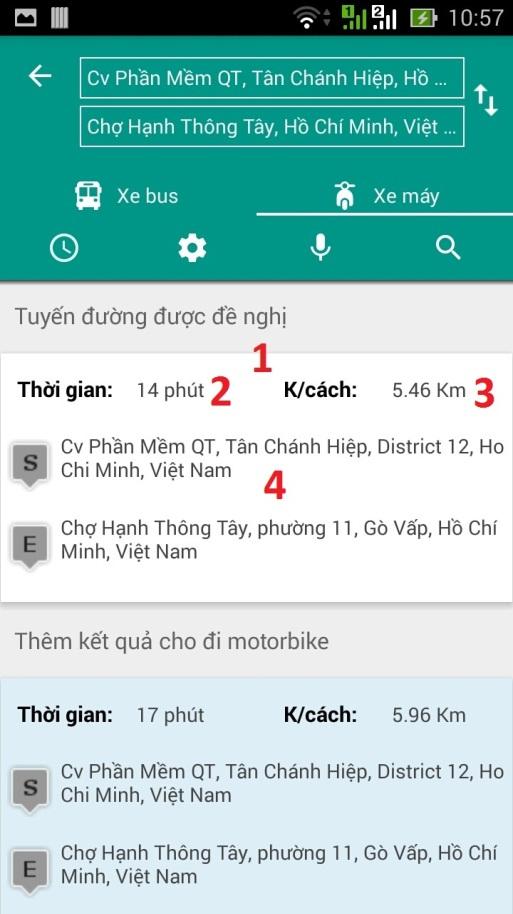 1 2 10:57
Cv Phần Mềm QT, Tân Chánh Hiệp, Hồ ...
Chợ Hạnh Thông Tây, Hồ Chí Minh, Việt ...
Xe bus Xe máy
Tuyến đường được đề nghị
1
Thời gian: 14 phút 2 K/cách: 5.46 Km 3
S Cv Phần Mềm QT, Tân Chánh Hiệp, District 12, Ho
Chi Minh, Việt Nam
4
E Chợ Hạnh Thông Tây, phường 11, Gò Vấp, Hồ Chí
Minh, Việt Nam
Thêm kết quả cho đi motorbike
Thời gian: 17 phút K/cách: 5.96 Km
S Cv Phần Mềm QT, Tân Chánh Hiệp, District 12, Ho
Chi Minh, Việt Nam
E Chợ Hạnh Thông Tây, phường 11, Gò Vấp, Hồ Chí
Minh, Việt Nam